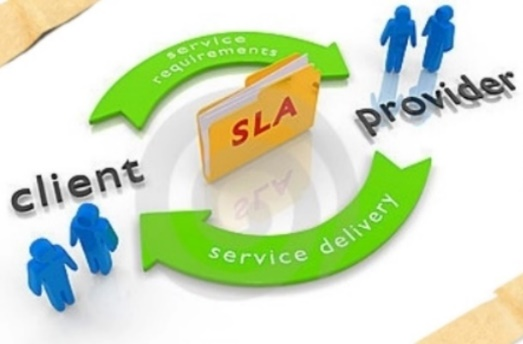 service
requirements
SLA
provider
client
service delivery